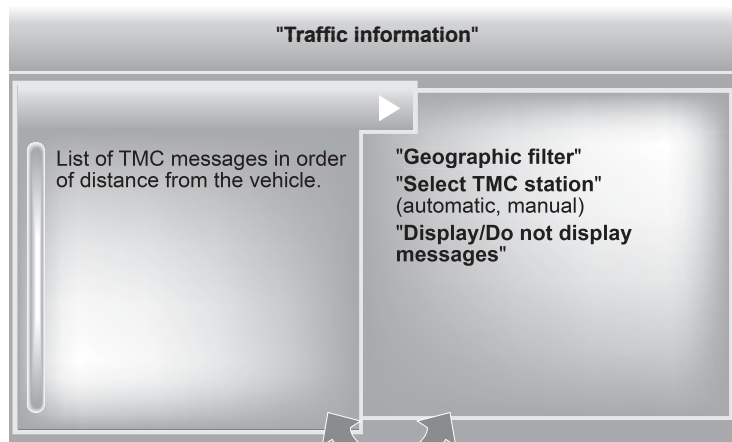 "Traffic information"
List of TMC messages in order
of distance from the vehicle.
"Geographic filter"
"Select TMC station"
(automatic, manual)
"Display/Do not display
messages"